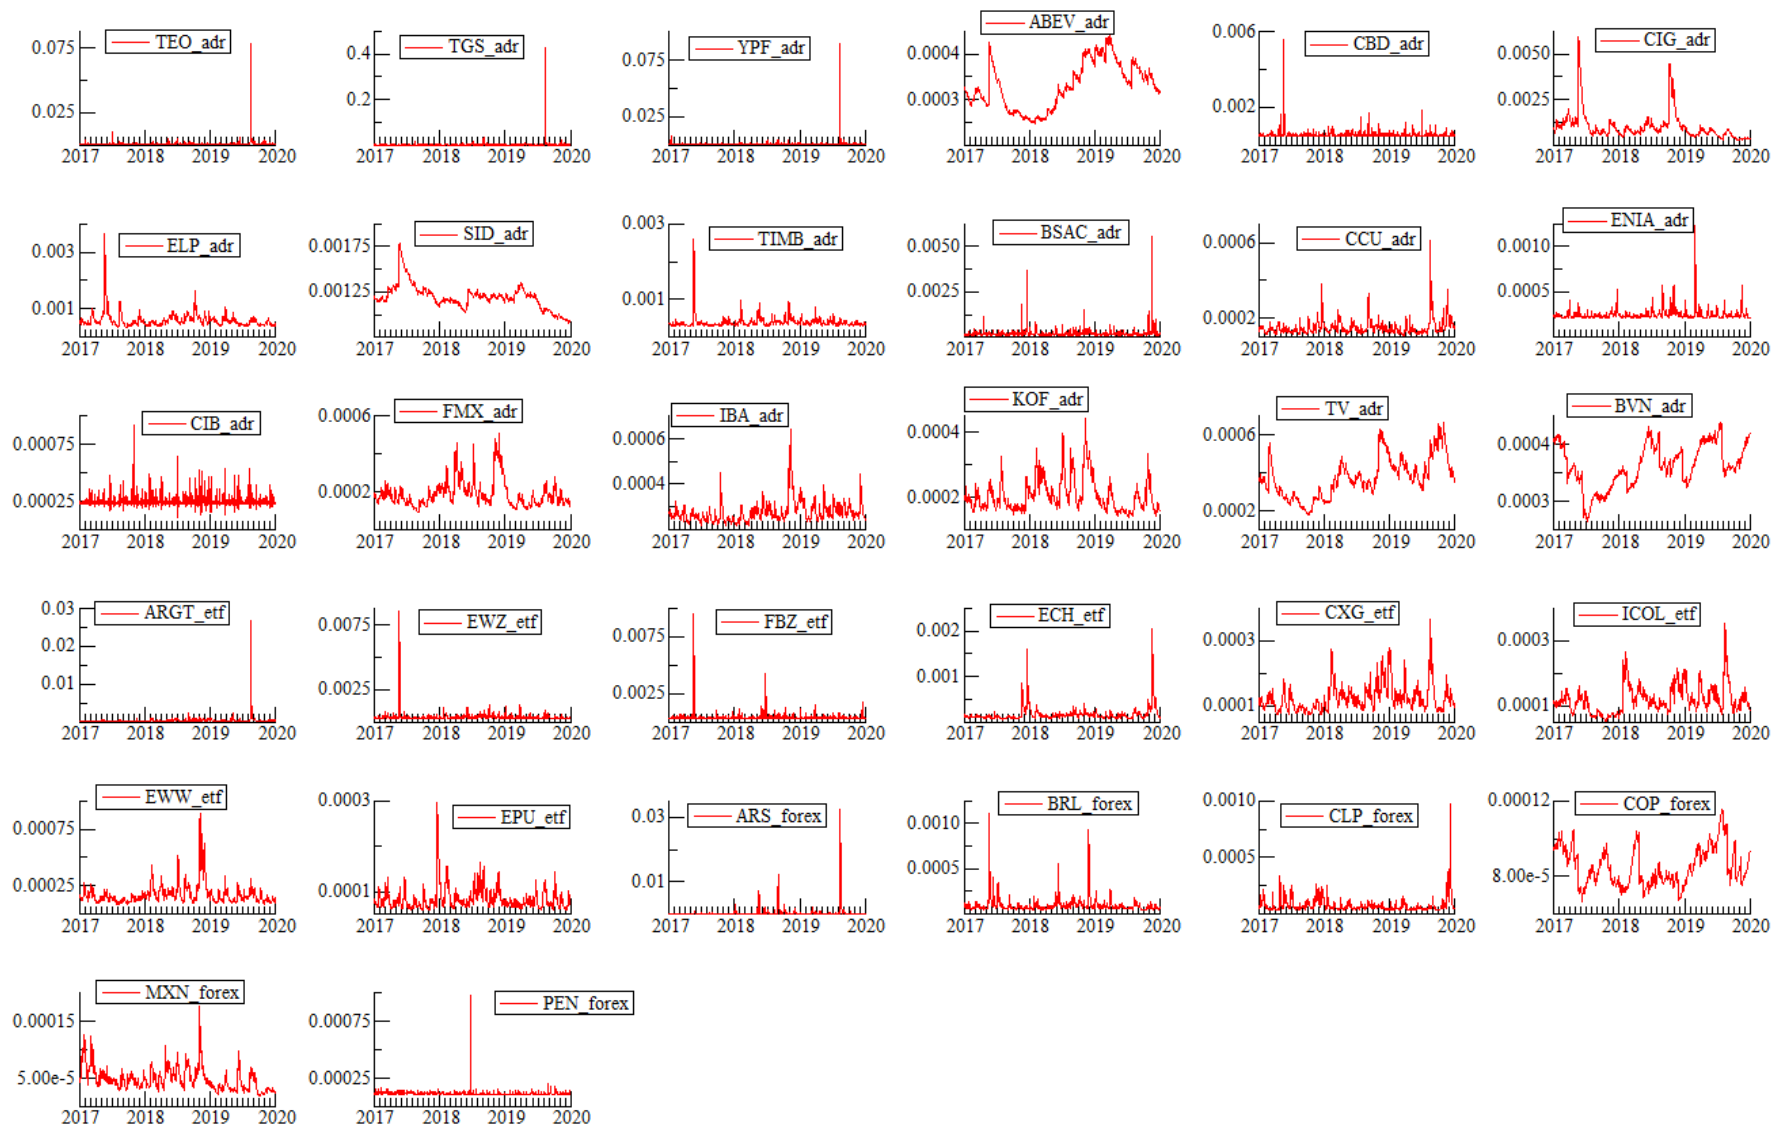 TEO_adr
0.075
0.025
2017 2018 2019 2020
TGS_adr
0.4
0.2
2017 2018 2019 2020
YPF_adr
0.075
0.025
2017 2018 2019 2020
ABEV_adr
0.0004
0.0003
2017 2018 2019 2020
CBD_adr
0.006
0.002
2017 2018 2019 2020
CIG_adr
0.0050
0.0025
2017 2018 2019 2020
ELP_adr
0.003
0.001
2017 2018 2019 2020
SID_adr
0.00175
0.00125
2017 2018 2019 2020
TIMB_adr
0.003
0.001
2017 2018 2019 2020
BSAC_adr
0.0050
0.0025
2017 2018 2019 2020
CCU_adr
0.0006
0.0002
2017 2018 2019 2020
ENIA_adr
0.0010
0.0005
2017 2018 2019 2020
CIB_adr
0.00075
0.00025
2017 2018 2019 2020
FMX_adr
0.0006
0.0002
2017 2018 2019 2020
IBA_adr
0.0006
0.0004
2017 2018 2019 2020
KOF_adr
0.0004
0.0002
2017 2018 2019 2020
TV_adr
0.0006
0.0002
2017 2018 2019 2020
BVN_adr
0.0004
0.0003
2017 2018 2019 2020
ARGT_etf
0.03
0.02
0.01
2017 2018 2019 2020
EWZ_etf
0.0075
0.0025
2017 2018 2019 2020
FBZ_etf
0.0075
0.0025
2017 2018 2019 2020
ECH_etf
0.002
0.001
2017 2018 2019 2020
CXG_etf
0.0003
0.0001
2017 2018 2019 2020
ICOL_etf
0.0003
0.0001
2017 2018 2019 2020
EWW_etf
0.00075
0.00025
2017 2018 2019 2020
EPU_etf
0.0003
0.0001
2017 2018 2019 2020
ARS_forex
0.03
0.01
2017 2018 2019 2020
BRL_forex
0.0010
0.0005
2017 2018 2019 2020
CLP_forex
0.0010
0.0005
2017 2018 2019 2020
COP_forex
0.00012
8.00e-5
2017 2018 2019 2020
MXN_forex
0.00015
5.00e-5
2017 2018 2019 2020
PEN_forex
0.00075
0.00025
2017 2018 2019 2020